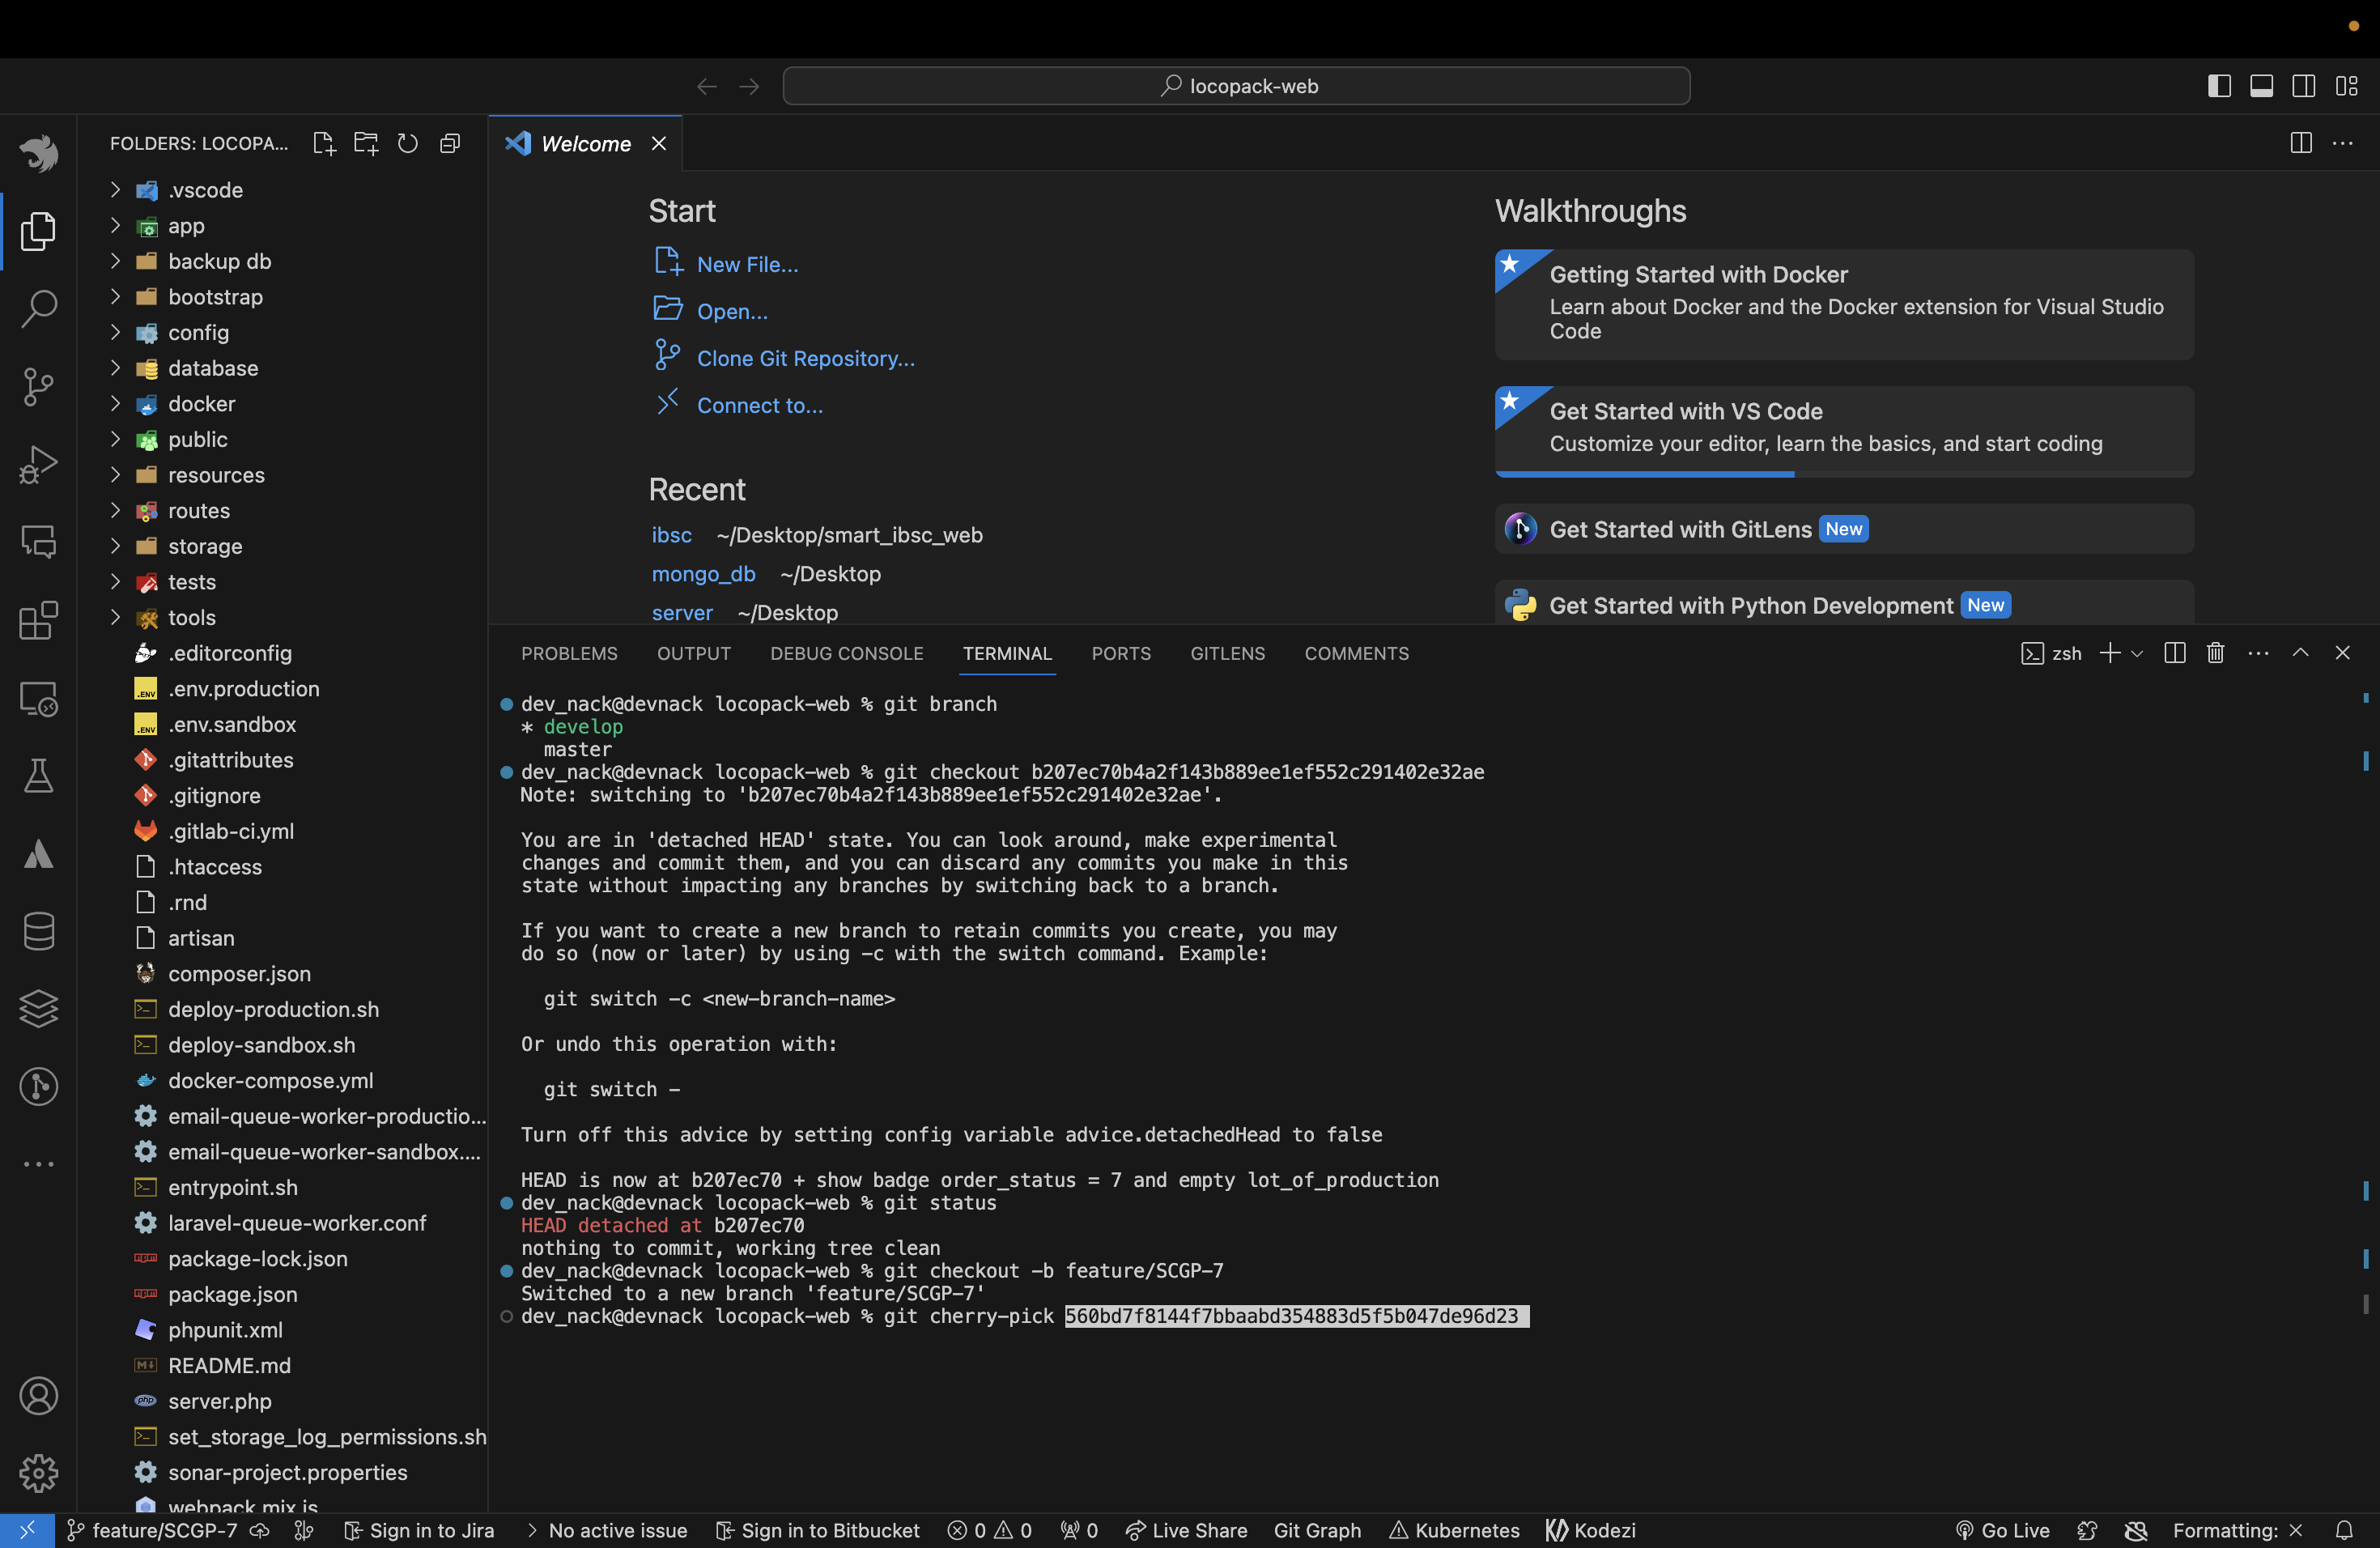 locopack-web
FOLDERS: LOCOPA...
.vscode
app
backup db
bootstrap
config
database
docker
public
resources
routes
storage
tests
tools
.editorconfig
.env.production
.env.sandbox
.gitattributes
.gitignore
.gitlab-ci.yml
.htaccess
.rnd
artisan
composer.json
deploy-production.sh
deploy-sandbox.sh
docker-compose.yml
email-queue-worker-productio...
email-queue-worker-sandbox....
entrypoint.sh
laravel-queue-worker.conf
package-lock.json
package.json
phpunit.xml
README.md
server.php
set_storage_log_permissions.sh
sonar-project.properties
webpack.mix.js
Welcome
Start
New File...
Open...
Clone Git Repository...
Connect to...
Recent
ibsc ~/Desktop/smart_ibsc_web
mongo_db ~/Desktop
server ~/Desktop
Walkthroughs
Getting Started with Docker
Learn about Docker and the Docker extension for Visual Studio
Code
Get Started with VS Code
Customize your editor, learn the basics, and start coding
Get Started with GitLens New
Get Started with Python Development New
PROBLEMS OUTPUT DEBUG CONSOLE TERMINAL PORTS GITLENS COMMENTS
zsh
dev_nack@devnack locopack-web % git branch
* develop
master
dev_nack@devnack locopack-web % git checkout b207ec70b4a2f143b889ee1ef552c291402e32ae
Note: switching to 'b207ec70b4a2f143b889ee1ef552c291402e32ae'.
You are in 'detached HEAD' state. You can look around, make experimental
changes and commit them, and you can discard any commits you make in this
state without impacting any branches by switching back to a branch.
If you want to create a new branch to retain commits you create, you may
do so (now or later) by using -c with the switch command. Example:
git switch -c <new-branch-name>
Or undo this operation with:
git switch -
Turn off this advice by setting config variable advice.detachedHead to false
HEAD is now at b207ec70 + show badge order_status = 7 and empty lot_of_production
dev_nack@devnack locopack-web % git status
HEAD detached at b207ec70
nothing to commit, working tree clean
dev_nack@devnack locopack-web % git checkout -b feature/SCGP-7
Switched to a new branch 'feature/SCGP-7'
dev_nack@devnack locopack-web % git cherry-pick 560bd7f8144f7bbaabd354883d5f5b047de96d23
feature/SCGP-7 Sign in to Jira No active issue Sign in to Bitbucket 0 0 0 Live Share Git Graph Kubernetes Kodezi Go Live Formatting: ×